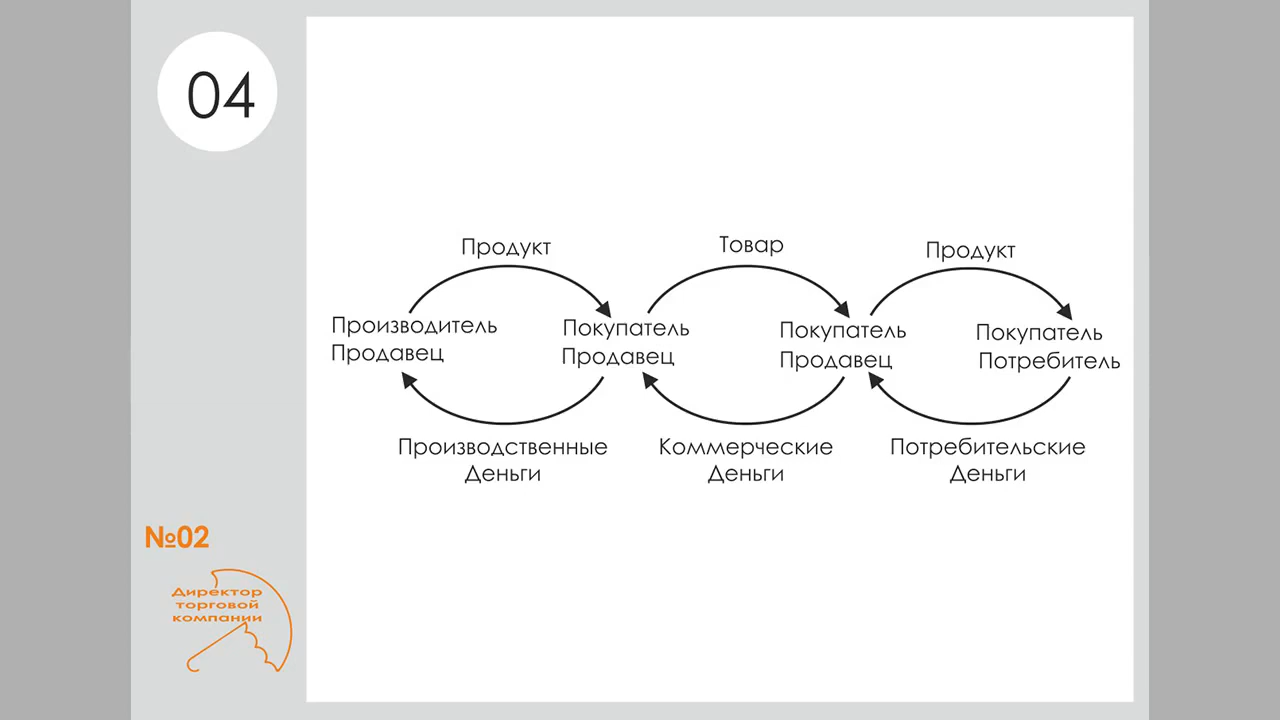 04
Продукт
Товар
Продукт
Производитель
Продавец
Покупатель
Продавец
Покупатель
Продавец
Покупатель
Потребитель
Производственные
Деньги
Коммерческие
Деньги
Потребительские
Деньги
№02
Директор
торговой
компании